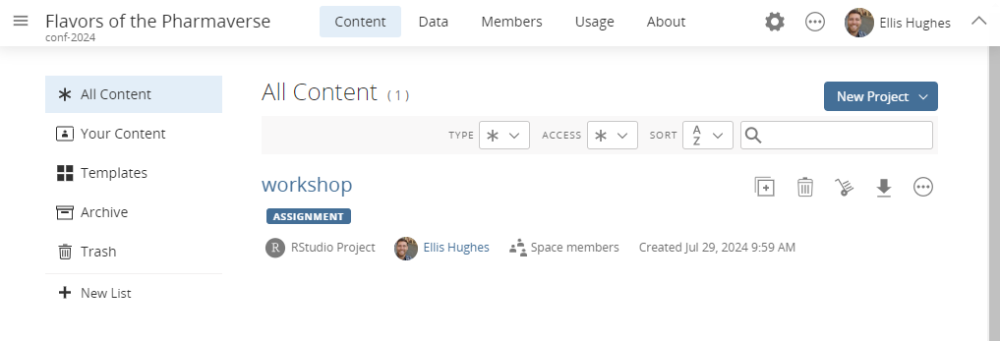 Flavors of the Pharmaverse
conf-2024
Content Data Members Usage About
Ellis Hughes
All Content
Your Content
Templates
Archive
Trash
New List
All Content (1)
New Project
TYPE ACCESS SORT A Z
workshop
ASSIGNMENT
R RStudio Project Ellis Hughes Space members Created Jul 29, 2024 9:59 AM